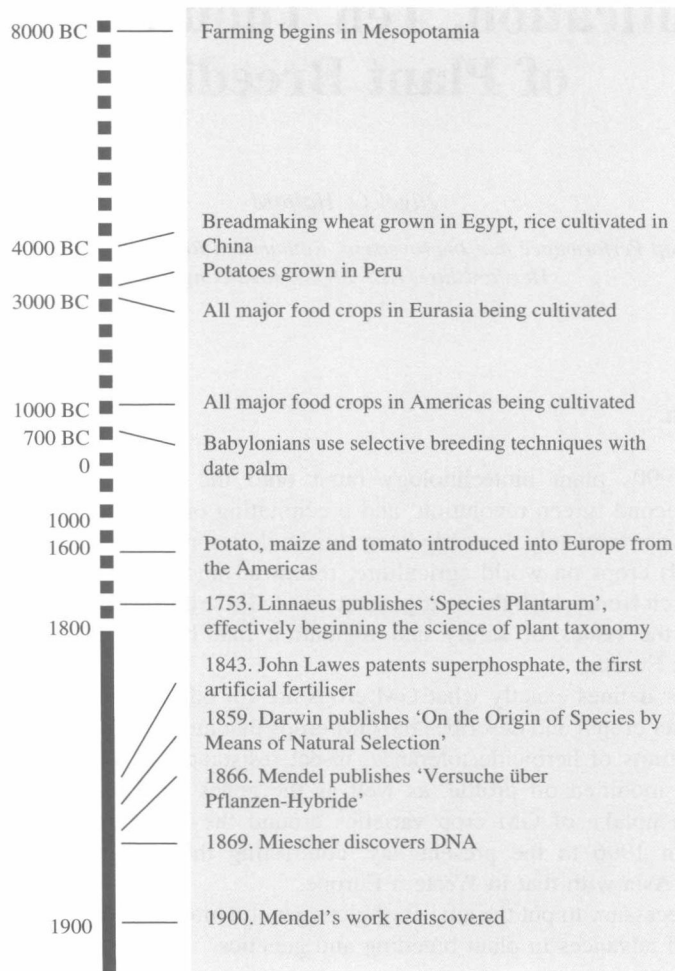 8000 BC Farming begins in Mesopotamia
Breadmaking wheat grown in Egypt, rice cultivated in
4000 BC China
Potatoes grown in Peru
3000 BC All major food crops in Eurasia being cultivated
1000 BC All major food crops in Americas being cultivated
700 BC Babylonians use selective breeding techniques with
0 date palm
1000
1600 Potato, maize and tomato introduced into Europe from
the Americas
1753. Linnaeus publishes ‘Species Plantarum’,
1800 effectively beginning the science of plant taxonomy
1843. John Lawes patents superphosphate, the first
artificial fertiliser
1859. Darwin publishes ‘On the Origin of Species by
Means of Natural Selection’
1866. Mendel publishes ‘Versuche über
Pflanzen-Hybride’
1869. Miescher discovers DNA
1900 1900. Mendel’s work rediscovered